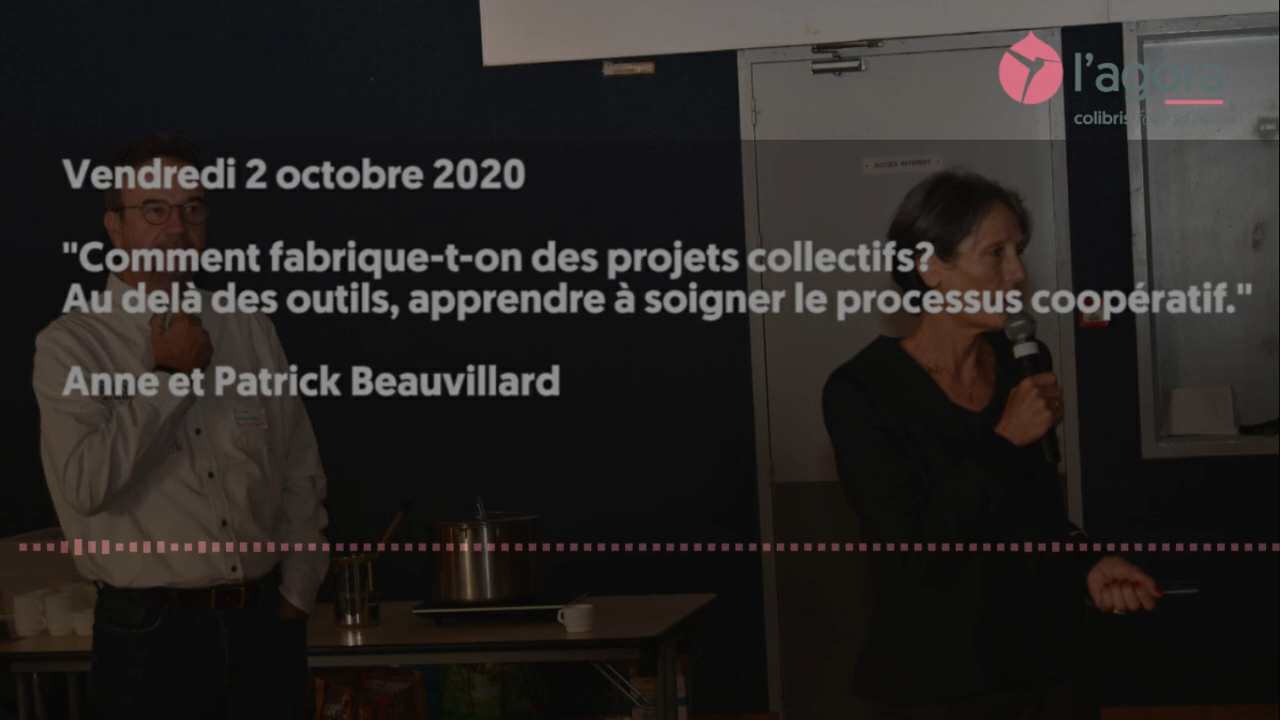 l'agora
colibris
Vendredi 2 octobre 2020
ACCES INTERDIT
"Comment fabrique-t-on des projets collectifs?
Au delà des outils, apprendre à soigner le processus coopératif."
Anne et Patrick Beauvillard